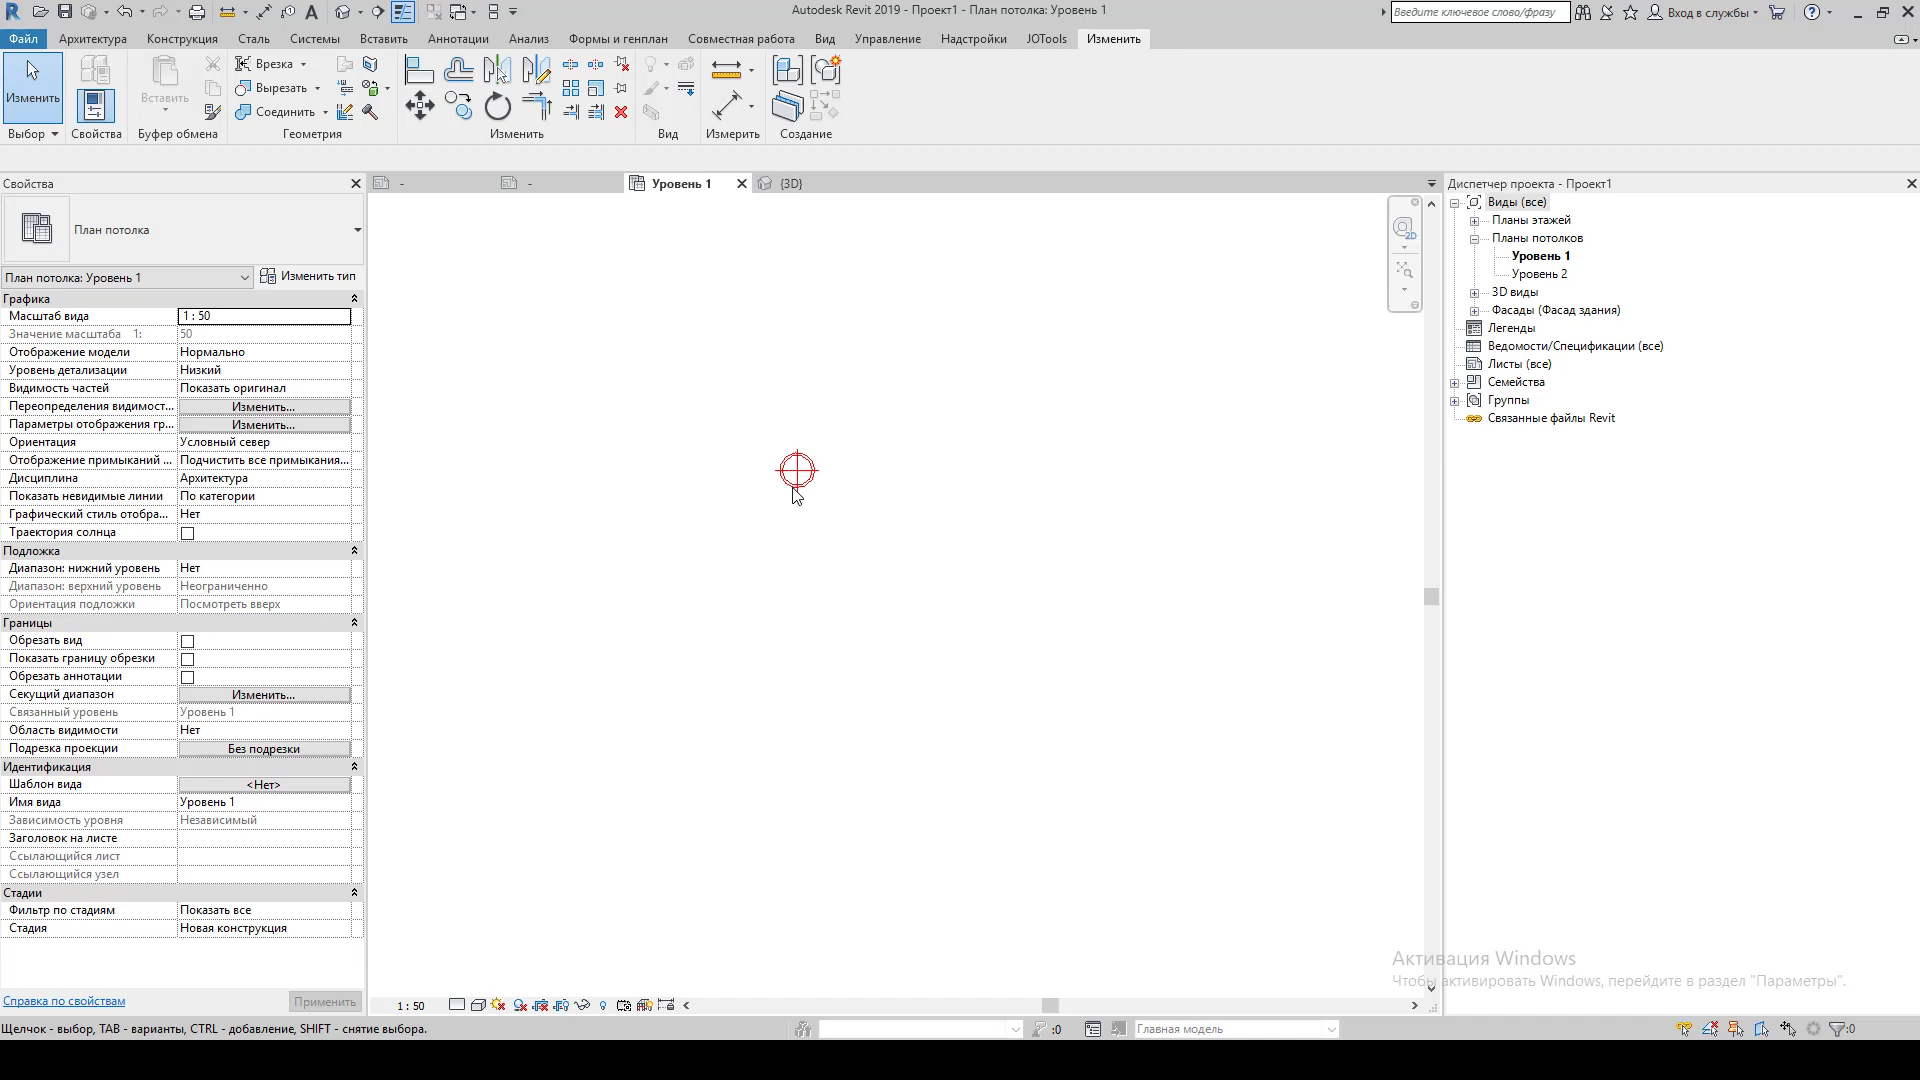 Autodesk Revit 2019 - Проект1 - План потолка: Уровень 1
Введите ключевое слово/фразу
Вход в службы
Файл Архитектура Конструкция Сталь Системы Вставить Аннотации Анализ Формы и генплан Совместная работа Вид Управление Надстройки JOTools Изменить
Изменить
Вставить
Врезка
Вырезать
Соединить
Выбор Свойства Буфер обмена Геометрия Изменить Вид Измерить Создание
Свойства
- - Уровень 1 {3D}
Диспетчер проекта - Проект1
План потолка
План потолка: Уровень 1 Изменить тип
Графика
Масштаб вида 1 : 50
Значение масштаба 1: 50
Отображение модели Нормально
Уровень детализации Низкий
Видимость частей Показать оригинал
Переопределения видимост... Изменить...
Параметры отображения гр... Изменить...
Ориентация Условный север
Отображение примыканий ... Подчистить все примыкания...
Дисциплина Архитектура
Показать невидимые линии По категории
Графический стиль отобра... Нет
Траектория солнца
Подложка
Диапазон: нижний уровень Нет
Диапазон: верхний уровень Неограниченно
Ориентация подложки Посмотреть вверх
Границы
Обрезать вид
Показать границу обрезки
Обрезать аннотации
Секущий диапазон Изменить...
Связанный уровень Уровень 1
Область видимости Нет
Подрезка проекции Без подрезки
Идентификация
Шаблон вида <Нет>
Имя вида Уровень 1
Зависимость уровня Независимый
Заголовок на листе
Ссылающийся лист
Ссылающийся узел
Стадии
Фильтр по стадиям Показать все
Стадия Новая конструкция
Справка по свойствам Применить
2D
Виды (все)
Планы этажей
Планы потолков
Уровень 1
Уровень 2
3D виды
Фасады (Фасад здания)
Легенды
Ведомости/Спецификации (все)
Листы (все)
Семейства
Группы
Связанные файлы Revit
Активация Windows
Чтобы активировать Windows, перейдите в раздел "Параметры".
1 : 50
Щелчок - выбор, TAB - варианты, CTRL - добавление, SHIFT - снятие выбора.
:0
Главная модель
:0